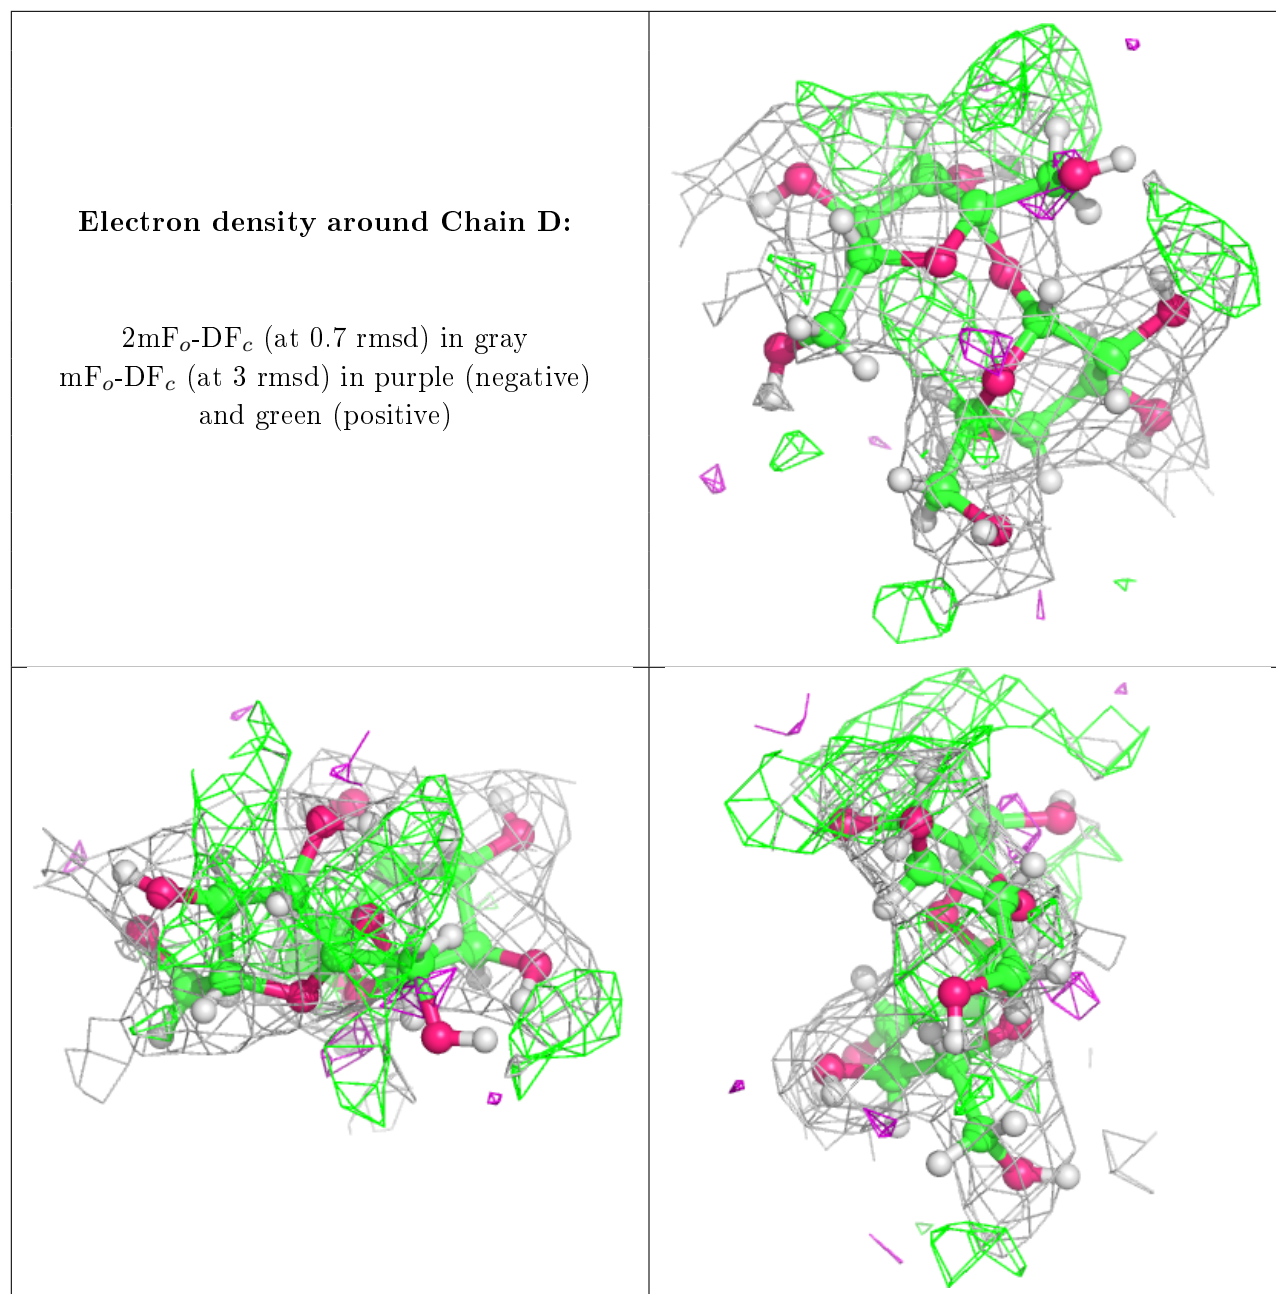 Electron density around Chain D:
2mFₒ-DF𝒸 (at 0.7 rmsd) in gray
mFₒ-DF𝒸 (at 3 rmsd) in purple (negative)
and green (positive)